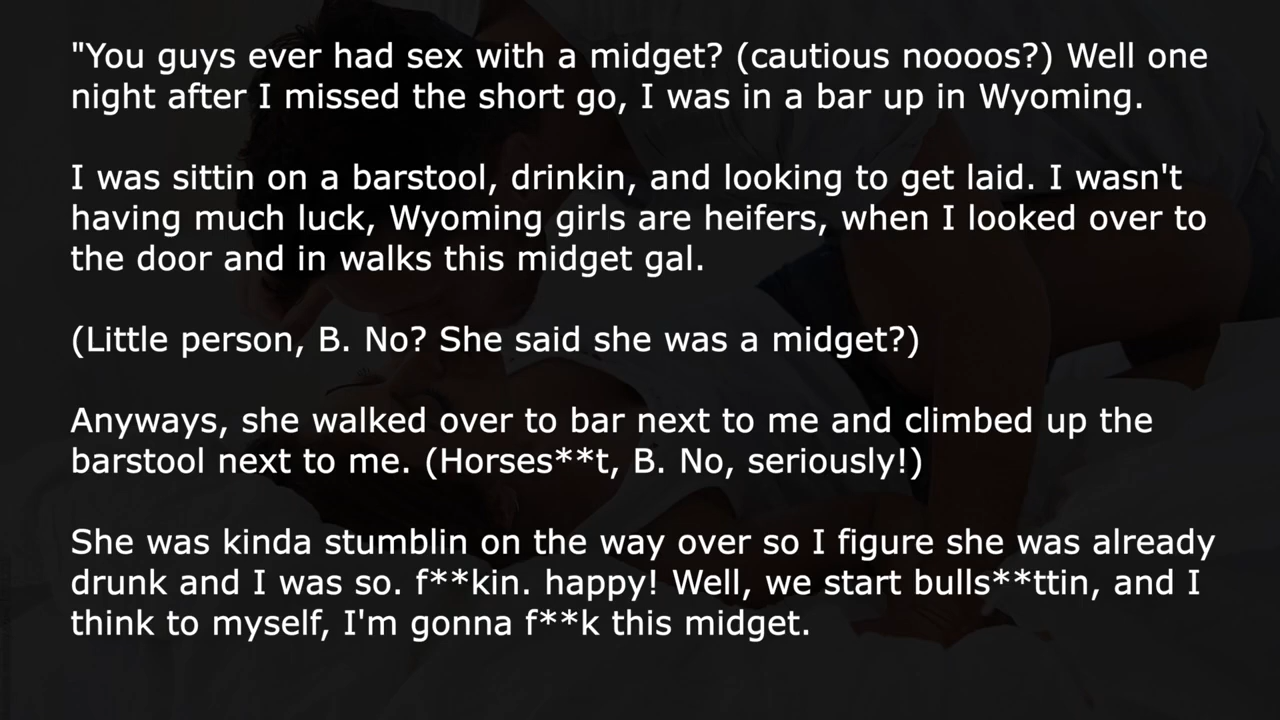 "You guys ever had sex with a midget? (cautious noooos?) Well one
night after I missed the short go, I was in a bar up in Wyoming.
I was sittin on a barstool, drinkin, and looking to get laid. I wasn't
having much luck, Wyoming girls are heifers, when I looked over to
the door and in walks this midget gal.
(Little person, B. No? She said she was a midget?)
Anyways, she walked over to bar next to me and climbed up the
barstool next to me. (Horses**t, B. No, seriously!)
She was kinda stumblin on the way over so I figure she was already
drunk and I was so. f**kin. happy! Well, we start bulls**ttin, and I
think to myself, I'm gonna f**k this midget.